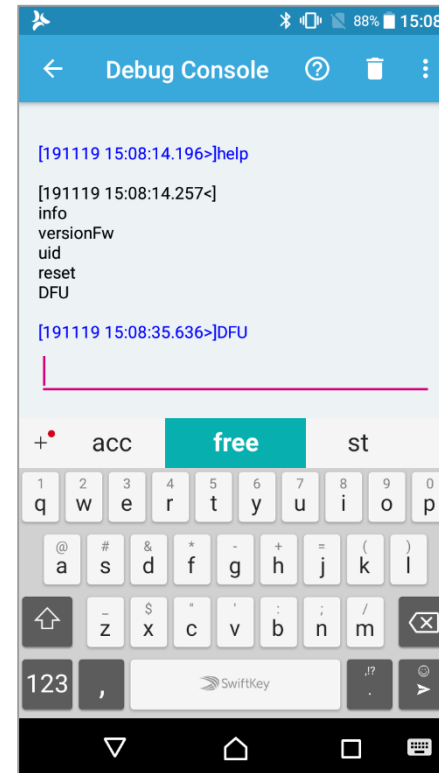 88% 15:08
Debug Console
[191119 15:08:14.196>]help
[191119 15:08:14.257<]
info
versionFw
uid
reset
DFU
[191119 15:08:35.636>]DFU
+ acc free st
1 2 3 4 5 6 7 8 9 0
q w e r t y u i o p
@ # & * - + = ( )
a s d f g h j k l
_ $ " ' : ; /
z x c v b n m
123 , SwiftKey ,!? .